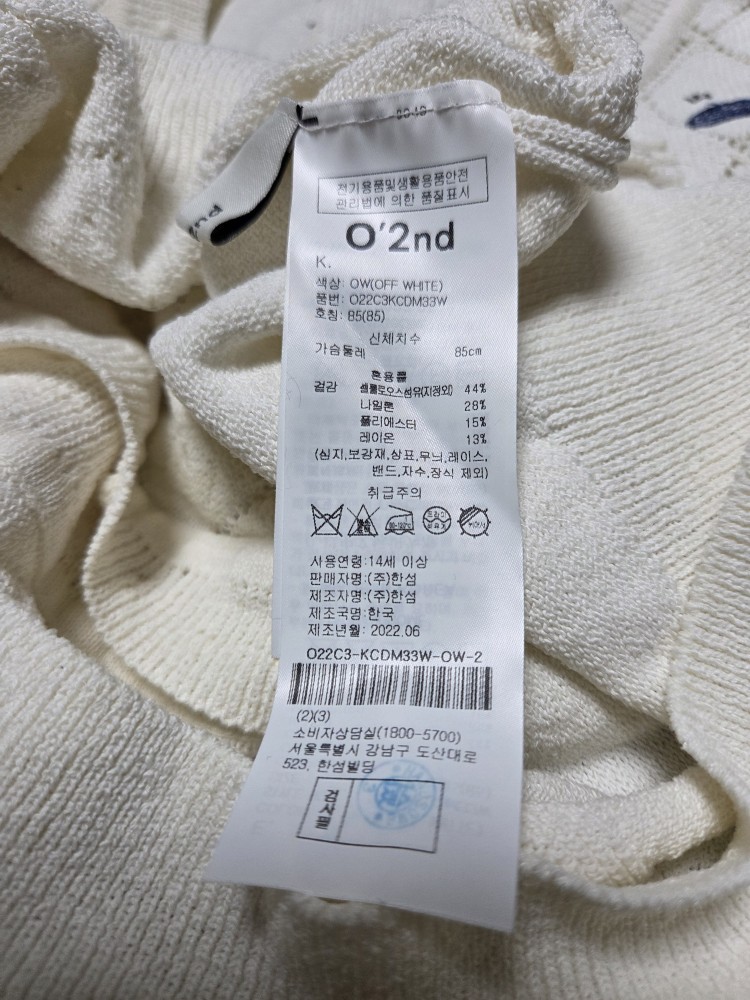 전기용품및생활용품안전
관리법에 의한 품질표시
O'2nd
K.
색상: OW(OFF WHITE)
품번: O22C3KCDM33W
호칭: 85(85)
신체치수
가슴둘레 85cm
혼용률
겉감 셀룰로오스섬유(지정외) 44%
나일론 28%
폴리에스터 15%
레이온 13%
(심지,보강재,상표,무늬,레이스,
밴드,자수,장식 제외)
취급주의
사용연령:14세 이상
판매자명:(주)한섬
제조자명:(주)한섬
제조국명:한국
제조년월: 2022.06
O22C3-KCDM33W-OW-2
(2)(3)
소비자상담실(1800-5700)
서울특별시 강남구 도산대로
523, 한섬빌딩
검사필
2nd